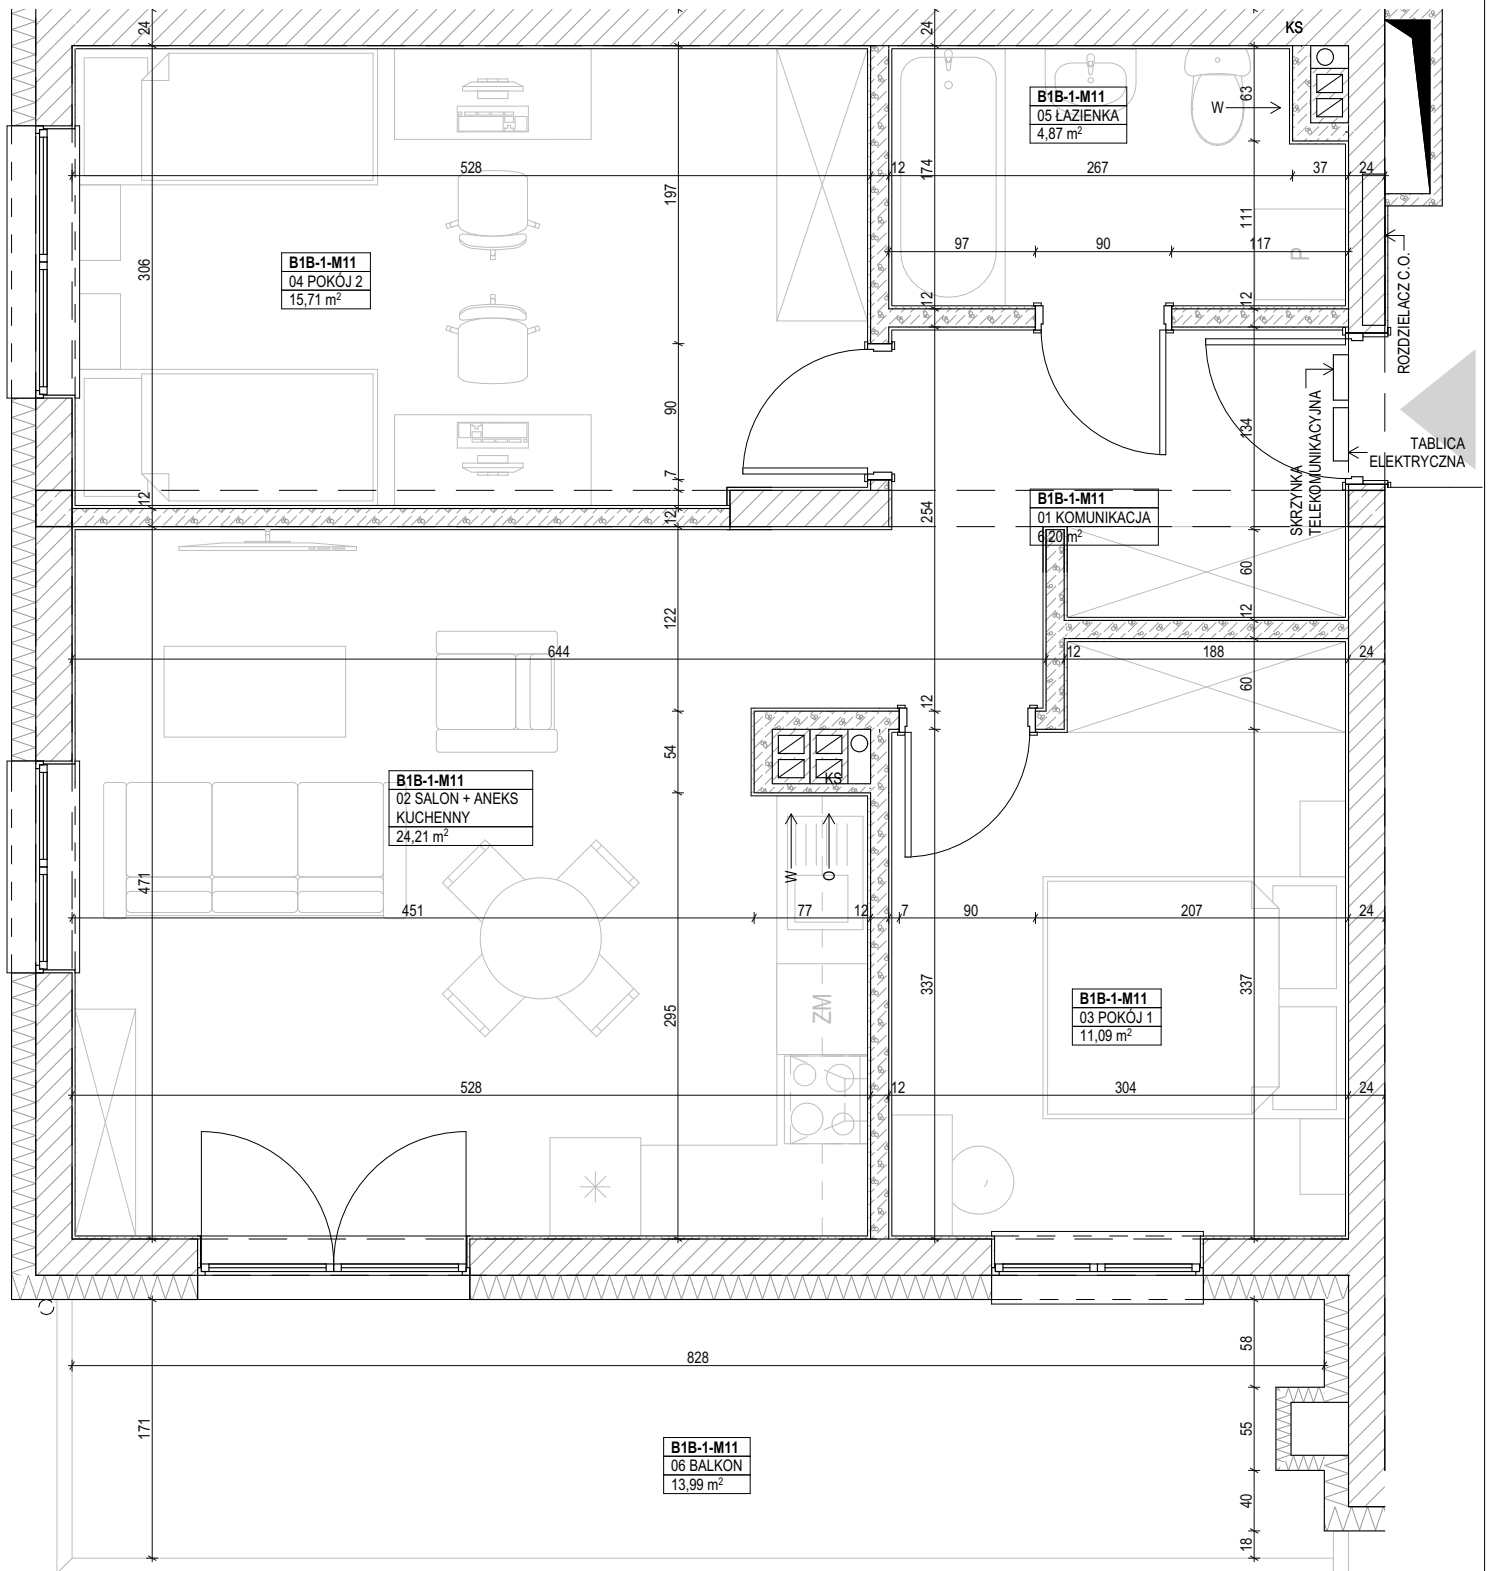 24
24
KS
B1B-1-M11
05 ŁAZIENKA
4,87 m²
W
63
528
197
12
174
267
37
24
111
97
90
117
P
B1B-1-M11
04 POKÓJ 2
15,71 m²
306
12
12
ROZDZIELACZ C.O.
90
134
SKRZYNKA
TELEKOMUNIKACYJNA
TABLICA
ELEKTRYCZNA
7
12
12
254
B1B-1-M11
01 KOMUNIKACJA
6,20 m²
60
12
122
644
12
188
24
60
12
54
KS
B1B-1-M11
02 SALON + ANEKS
KUCHENNY
24,21 m²
W
O
471
451
77
12
7
90
207
24
337
337
295
ZM
B1B-1-M11
03 POKÓJ 1
11,09 m²
528
12
304
24
828
58
171
55
B1B-1-M11
06 BALKON
13,99 m²
40
18